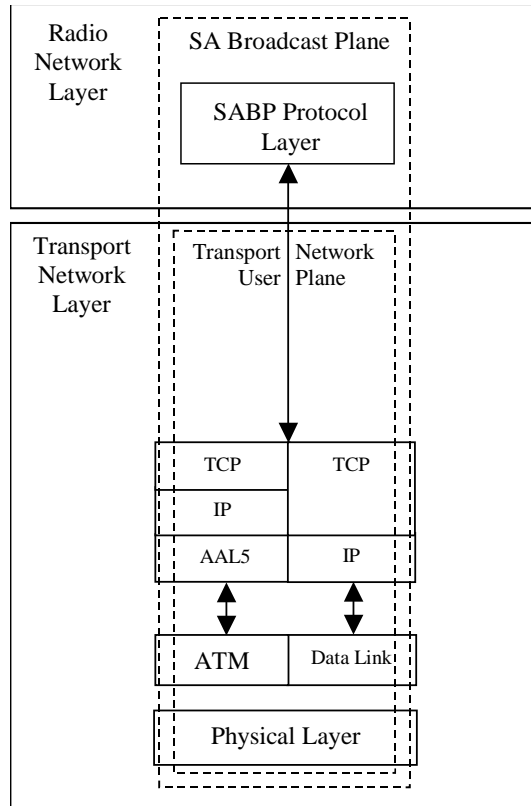 Radio
Network
Layer
SA Broadcast Plane
SABP Protocol
Layer
Transport
Network
Layer
Transport Network
User Plane
TCP TCP
IP
AAL5 IP
ATM Data Link
Physical Layer